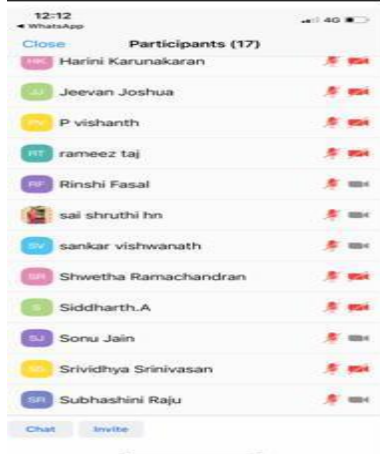 12:12
4G
WhatsApp
Close Participants (17)
HK Harini Karunakaran
JJ Jeevan Joshua
PV P vishanth
RT rameez taj
RF Rinshi Fasal
sai shruthi hn
SV sankar vishwanath
SR Shwetha Ramachandran
S Siddharth.A
SJ Sonu Jain
SS Srividhya Srinivasan
SR Subhashini Raju
Chat Invite